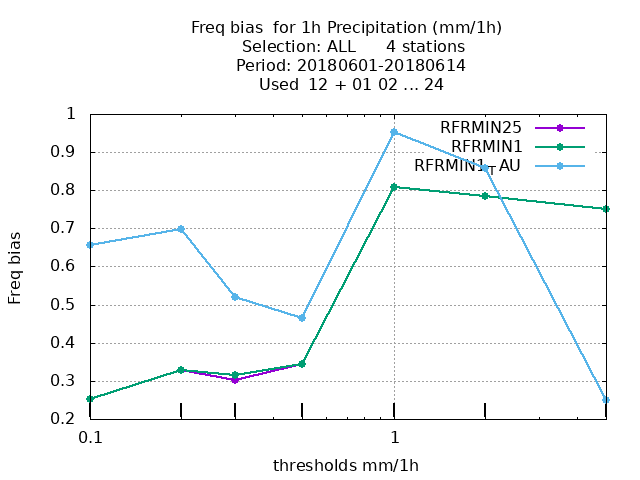 Freq bias  for 1h Precipitation (mm/1h)
Selection: ALL      4 stations
Period: 20180601-20180614
Used  12 + 01 02 ... 24
1
0.9
0.8
0.7
0.6
0.5
0.4
0.3
0.2
Freq bias
RFRMIN25
RFRMIN1
RFRMIN1_TAU
0.1
1
thresholds mm/1h